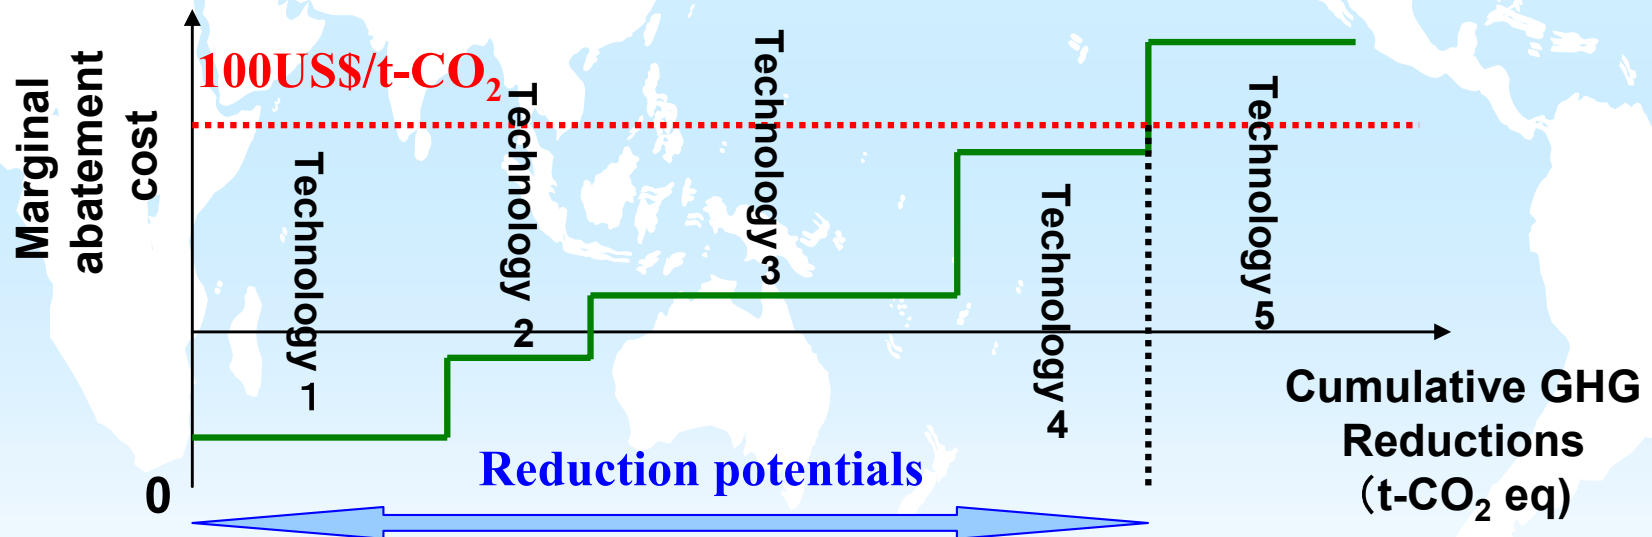 Marginal
abatement
cost
100US$/t-CO₂
Technology 1
Technology 2
Technology 3
Technology 4
Technology 5
0
Reduction potentials
Cumulative GHG
Reductions
（t-CO₂ eq)